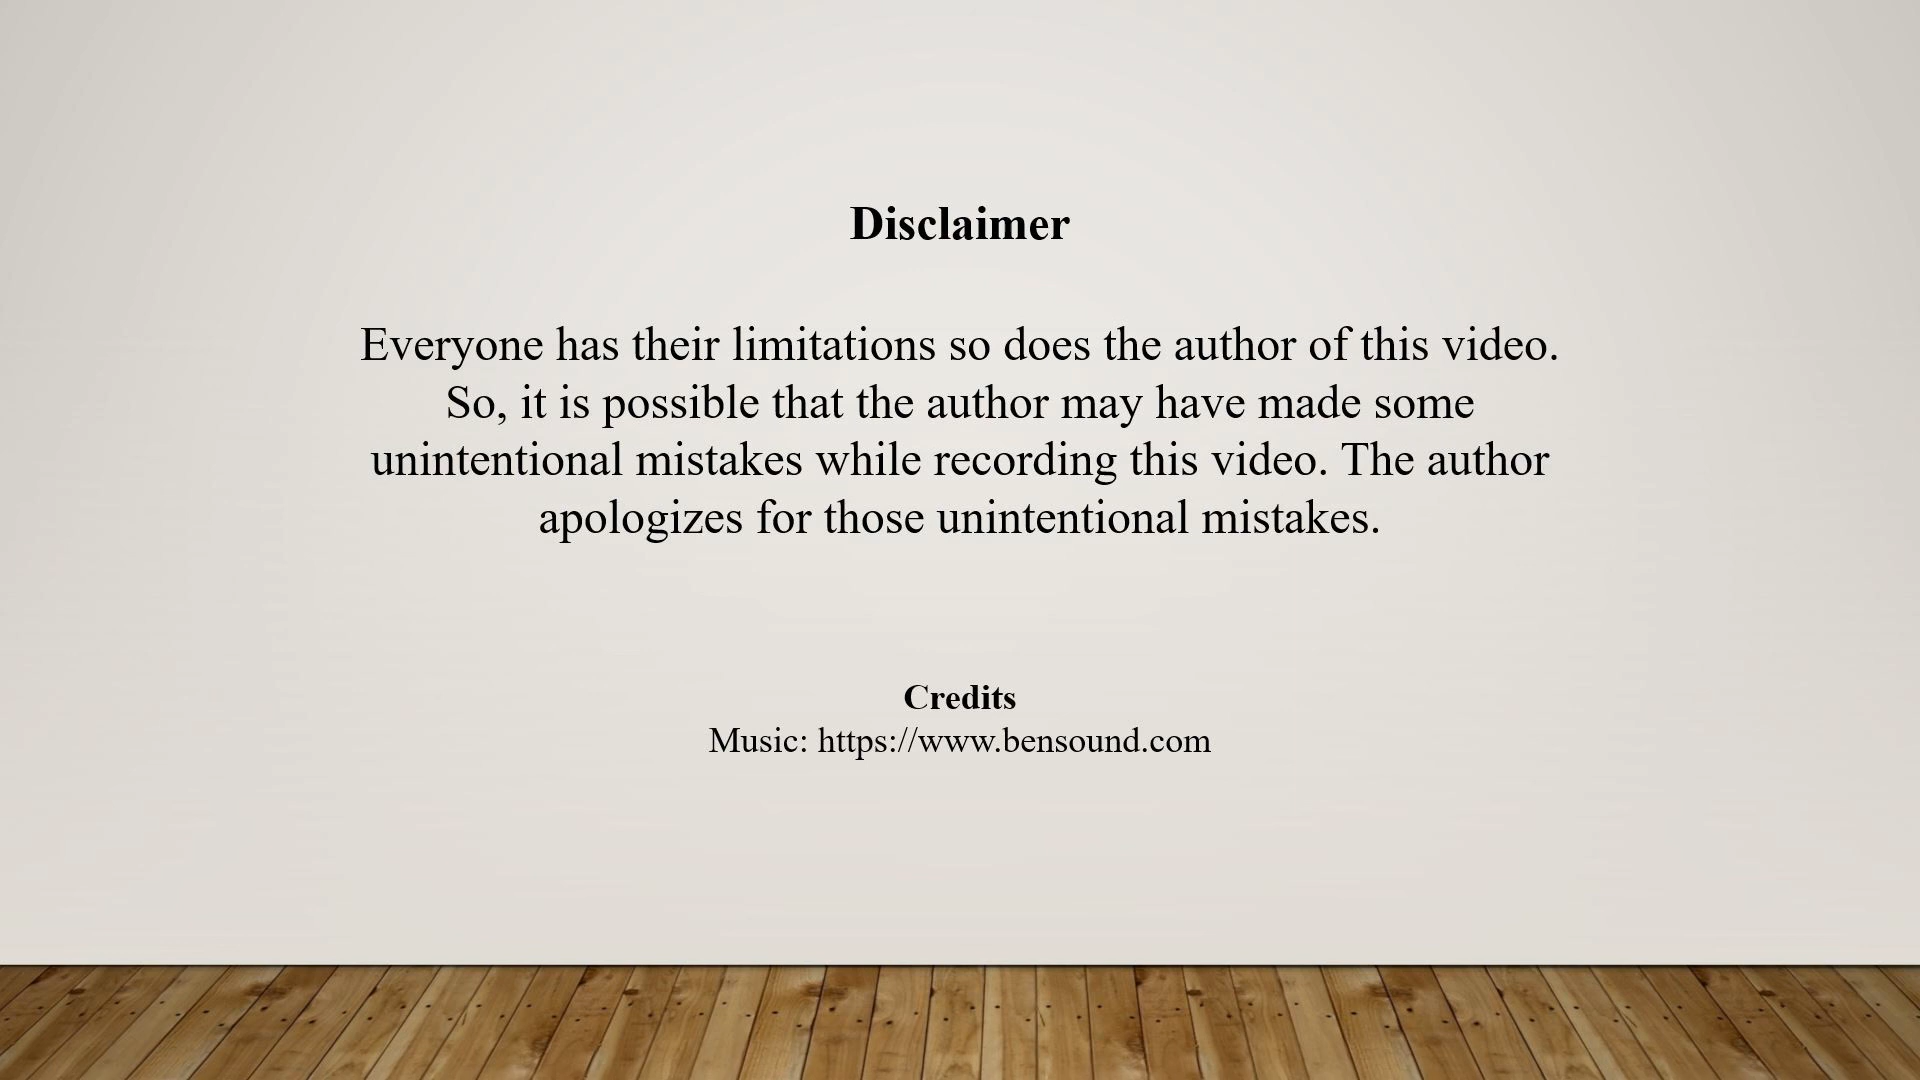 Disclaimer
Everyone has their limitations so does the author of this video.
So, it is possible that the author may have made some
unintentional mistakes while recording this video. The author
apologizes for those unintentional mistakes.
Credits
Music: https://www.bensound.com